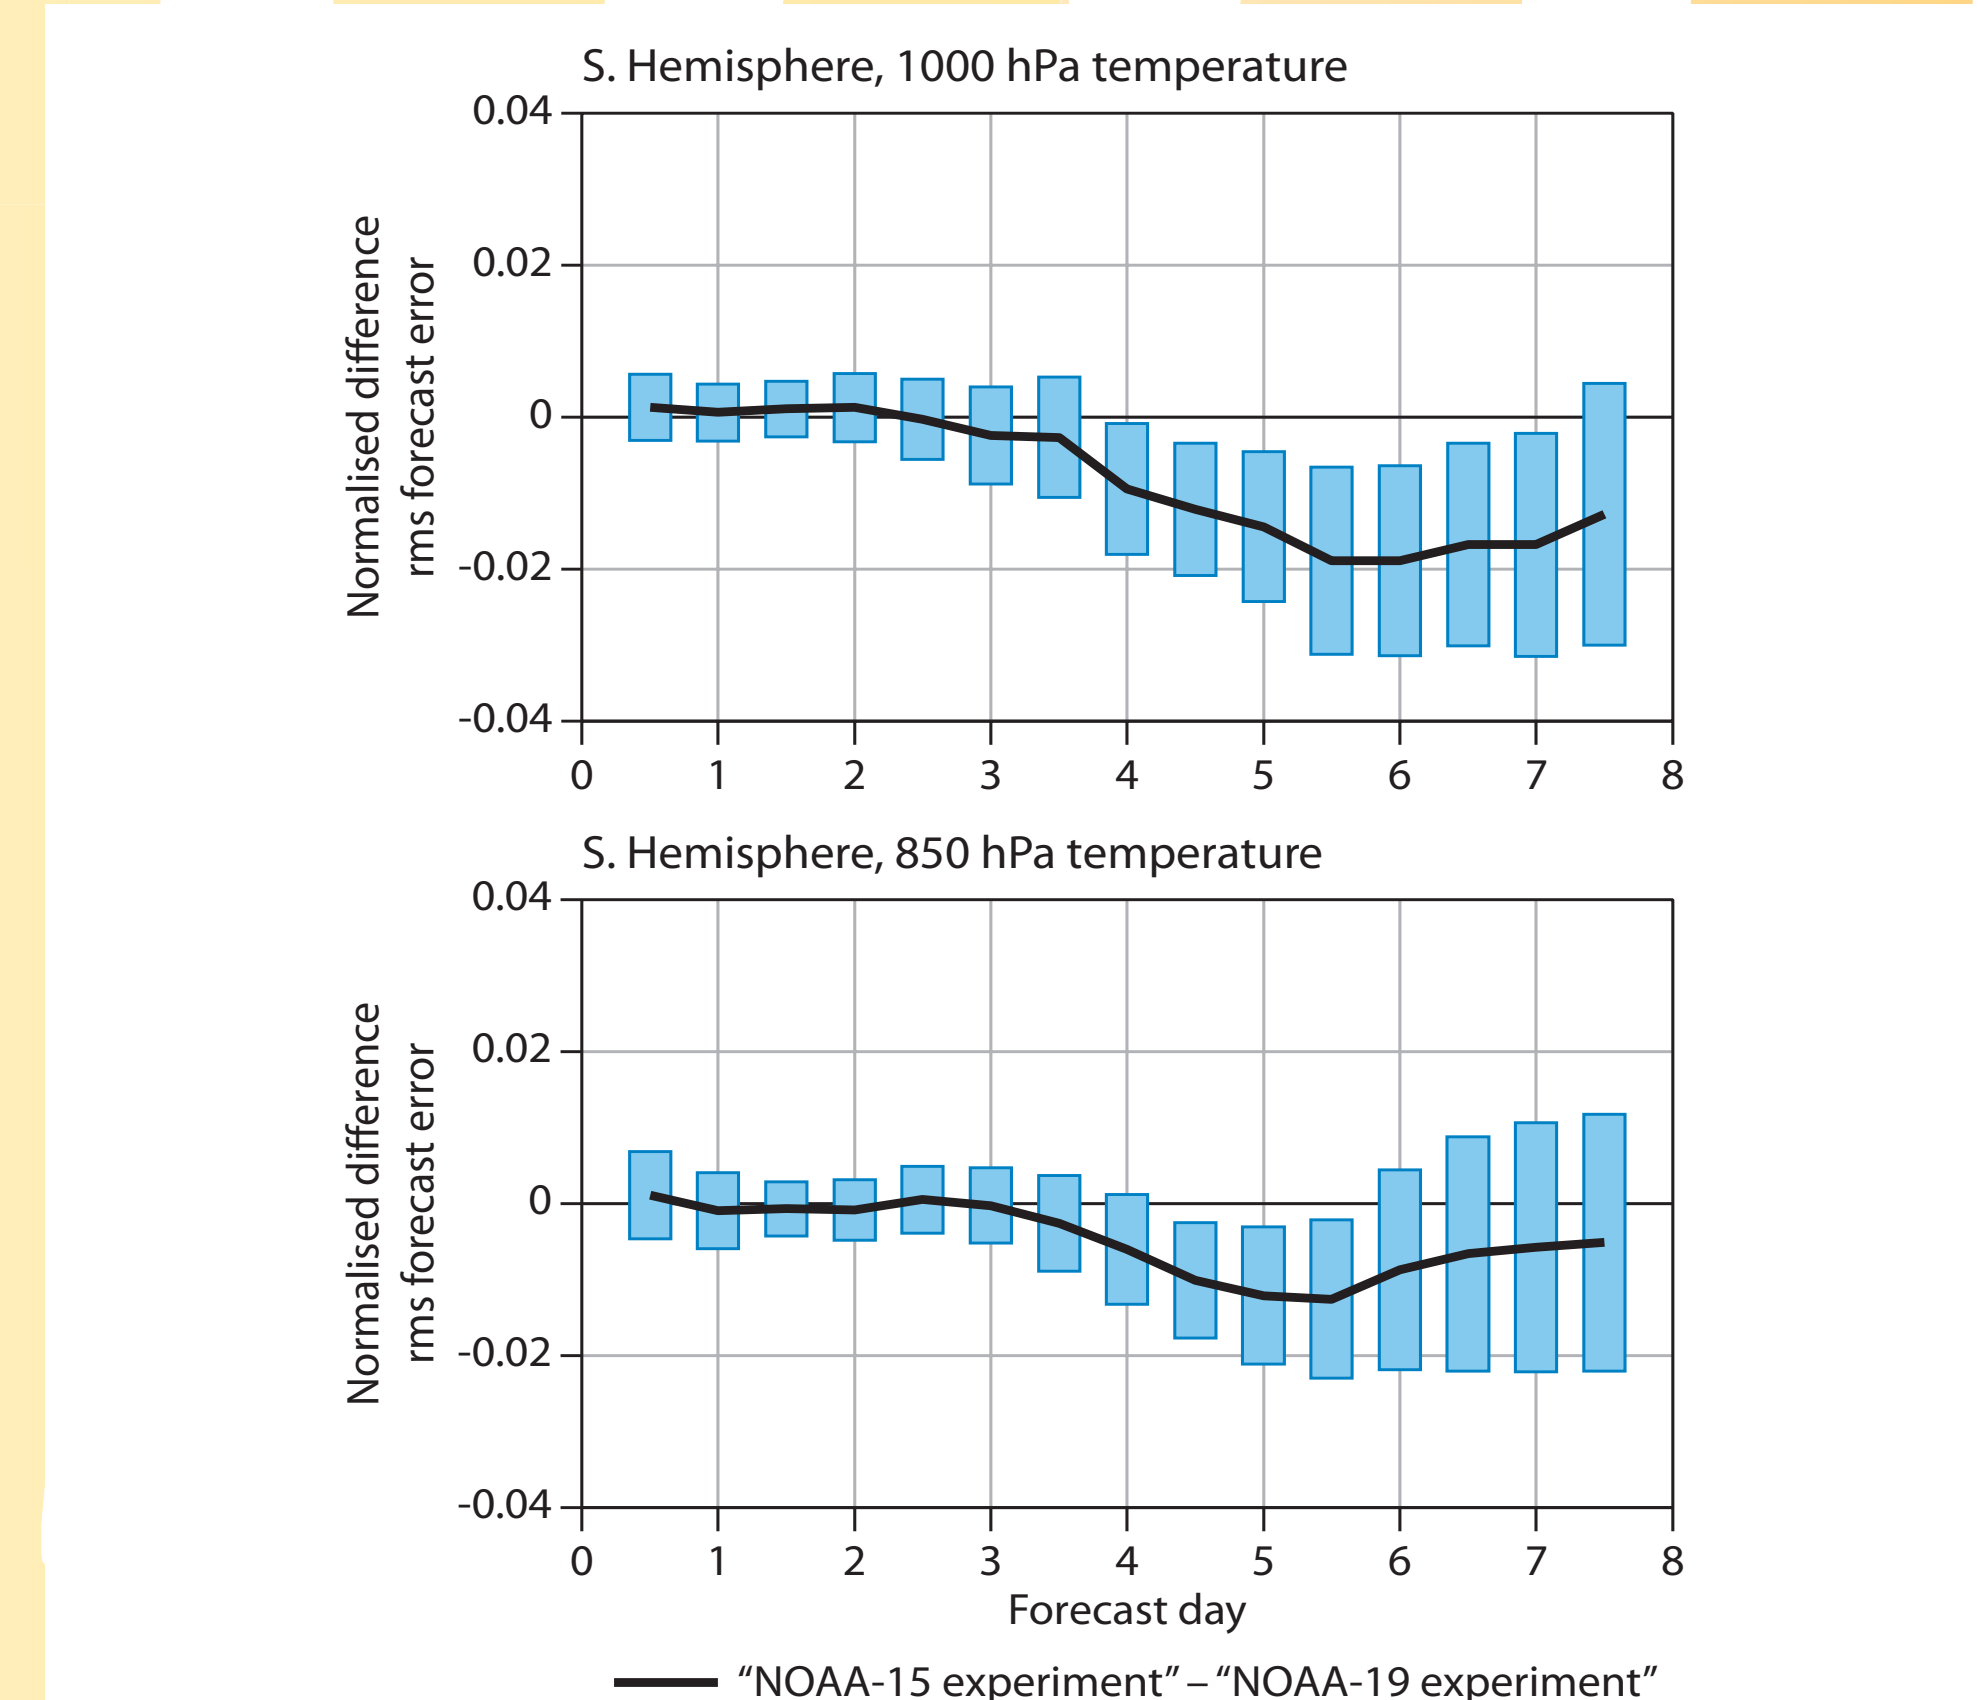 S. Hemisphere, 1000 hPa temperature
Normalised difference
rms forecast error
0.04
0.02
0
-0.02
-0.04
0 1 2 3 4 5 6 7 8
S. Hemisphere, 850 hPa temperature
Normalised difference
rms forecast error
0.04
0.02
0
-0.02
-0.04
0 1 2 3 4 5 6 7 8
Forecast day
“NOAA-15 experiment” – “NOAA-19 experiment”